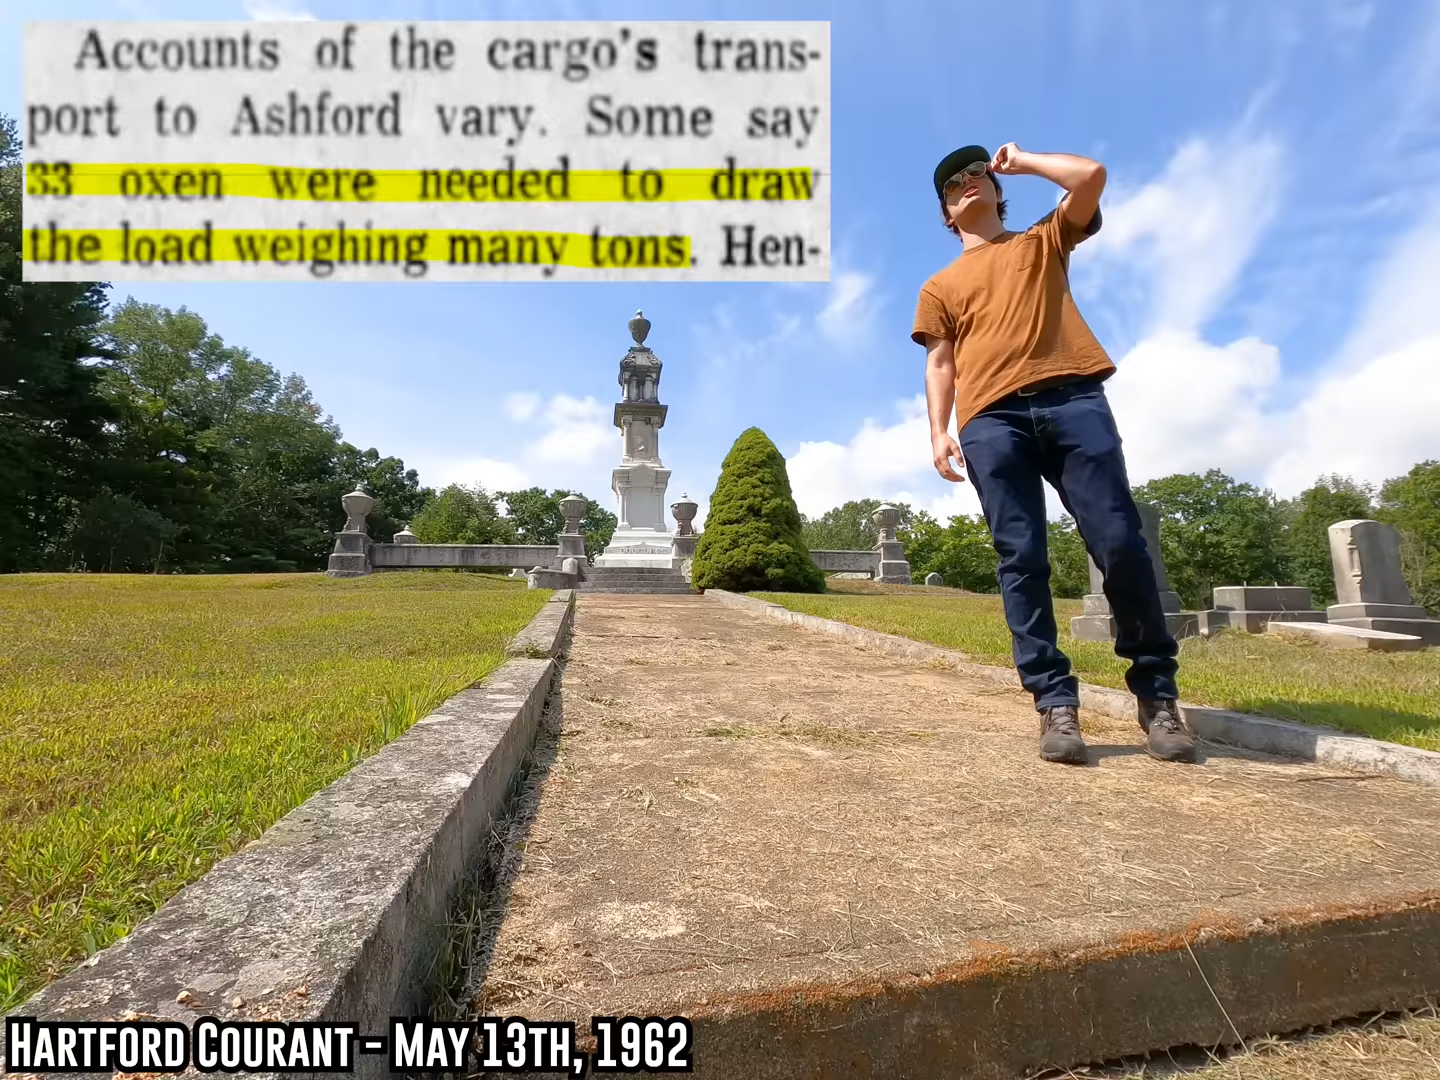 Accounts of the cargo's trans-
port to Ashford vary. Some say
33 oxen were needed to draw
the load weighing many tons. Hen-
DOUGLASS
Hartford Courant - May 13th, 1962